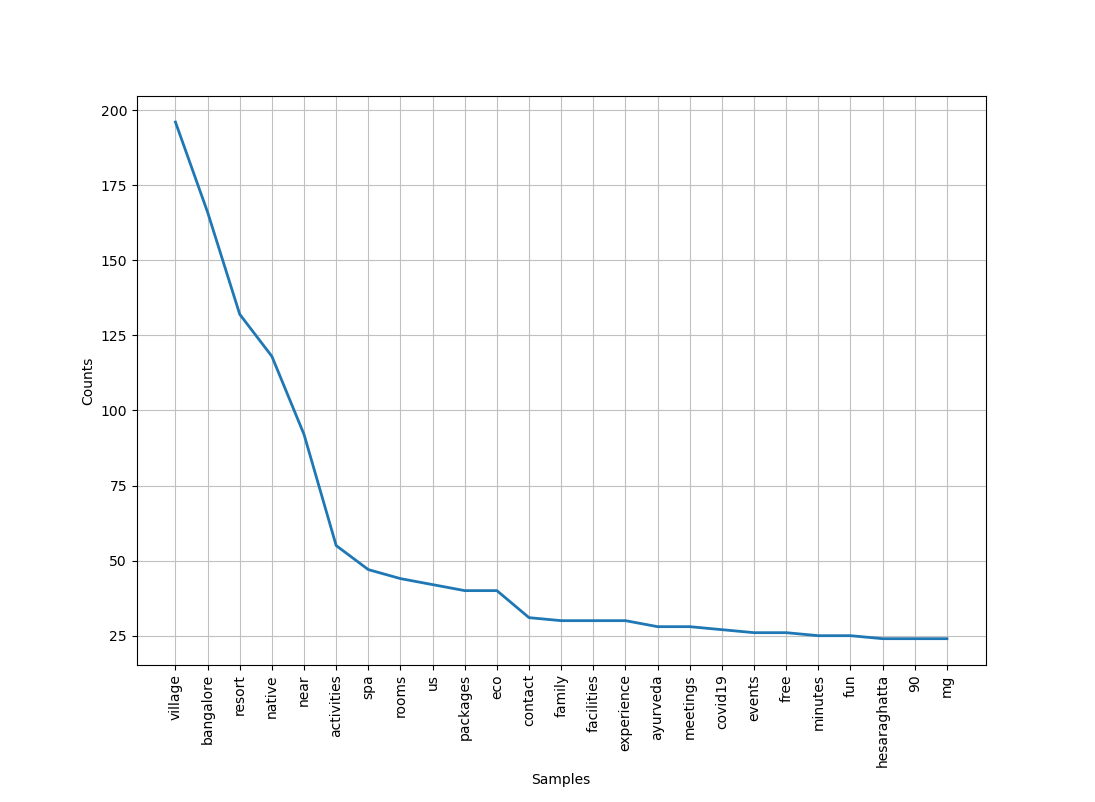 200
175
150
125
100
75
50
25
Counts
village
bangalore
resort
native
near
activities
spa
rooms
us
packages
eco
contact
family
facilities
experience
ayurveda
meetings
covid19
events
free
minutes
fun
hesaraghatta
90
mg
Samples